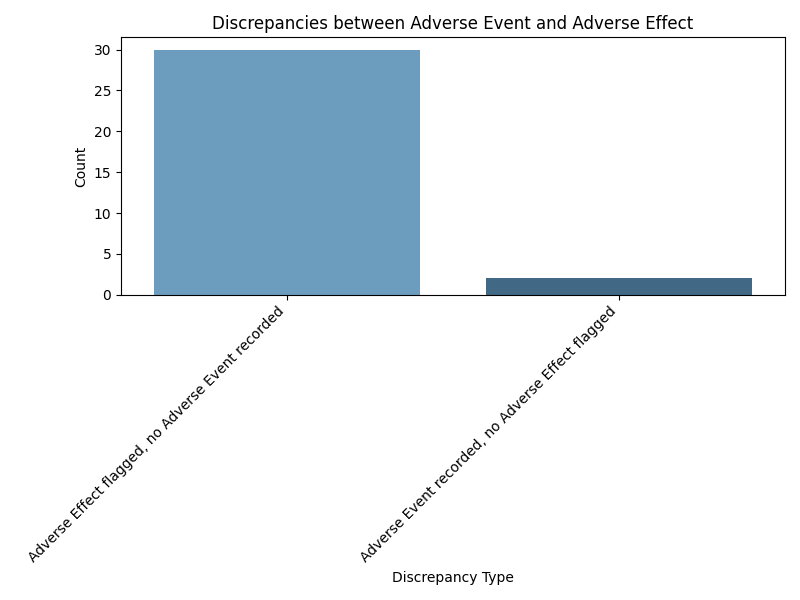 Discrepancies between Adverse Event and Adverse Effect
Count
30
25
20
15
10
5
0
Adverse Effect flagged, no Adverse Event recorded
Adverse Event recorded, no Adverse Effect flagged
Discrepancy Type